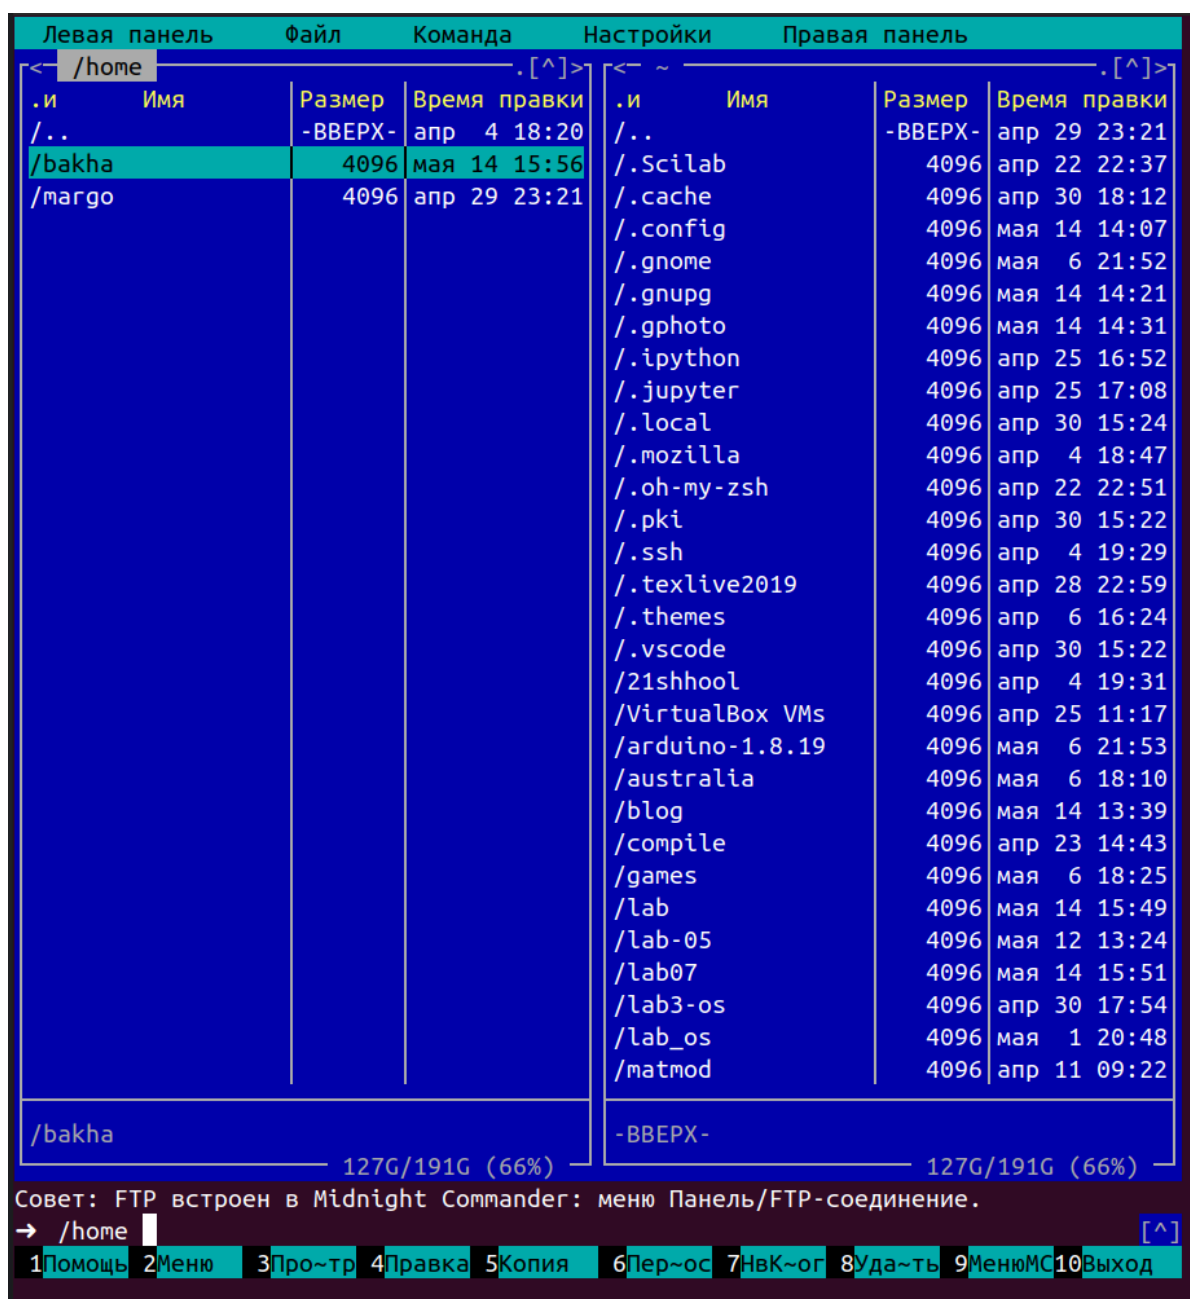 Левая панель Файл Команда Настройки Правая панель
<─ /home ─.[^]> <─ ~ ─.[^]>
.и Имя Размер Время правки .и Имя Размер Время правки
/.. -ВВЕРХ- апр 4 18:20 /.. -ВВЕРХ- апр 29 23:21
/bakha 4096 мая 14 15:56 /.Scilab 4096 апр 22 22:37
/margo 4096 апр 29 23:21 /.cache 4096 апр 30 18:12
/.config 4096 мая 14 14:07
/.gnome 4096 мая 6 21:52
/.gnupg 4096 мая 14 14:21
/.gphoto 4096 мая 14 14:31
/.ipython 4096 апр 25 16:52
/.jupyter 4096 апр 25 17:08
/.local 4096 апр 30 15:24
/.mozilla 4096 апр 4 18:47
/.oh-my-zsh 4096 апр 22 22:51
/.pki 4096 апр 30 15:22
/.ssh 4096 апр 4 19:29
/.texlive2019 4096 апр 28 22:59
/.themes 4096 апр 6 16:24
/.vscode 4096 апр 30 15:22
/21shhool 4096 апр 4 19:31
/VirtualBox VMs 4096 апр 25 11:17
/arduino-1.8.19 4096 мая 6 21:53
/australia 4096 мая 6 18:10
/blog 4096 мая 14 13:39
/compile 4096 апр 23 14:43
/games 4096 мая 6 18:25
/lab 4096 мая 14 15:49
/lab-05 4096 мая 12 13:24
/lab07 4096 мая 14 15:51
/lab3-os 4096 апр 30 17:54
/lab_os 4096 мая 1 20:48
/matmod 4096 апр 11 09:22
/bakha -ВВЕРХ-
127G/191G (66%) 127G/191G (66%)
Совет: FTP встроен в Midnight Commander: меню Панель/FTP-соединение.
➜ /home [^]
1Помощь 2Меню 3Про~тр 4Правка 5Копия 6Пер~ос 7НвК~ог 8Уда~ть 9МенюМС10Выход